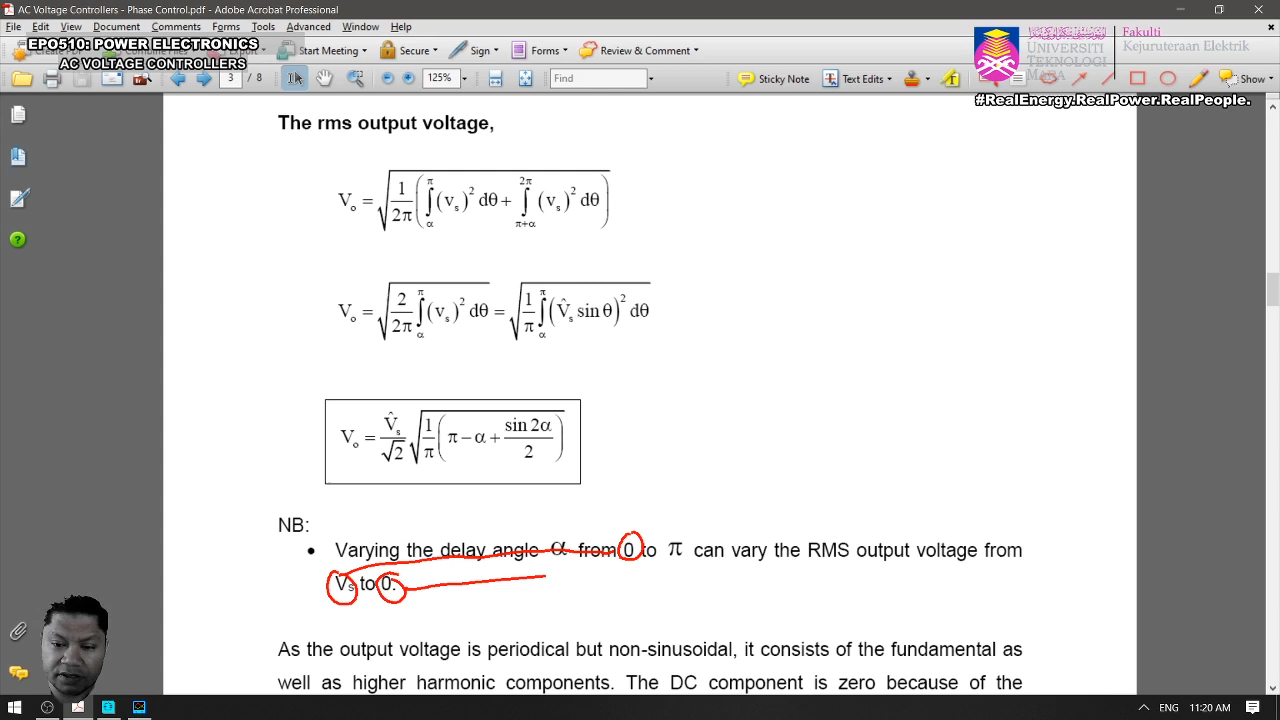 AC Voltage Controllers - Phase Control.pdf - Adobe Acrobat Professional
File Edit View Document Comments Forms Tools Advanced Window Help
EPO510: POWER ELECTRONICS
AC VOLTAGE CONTROLLERS
Start Meeting Secure Sign Forms Review & Comment
Fakulti
Kejuruteraan Elektrik
UNIVERSITI
TEKNOLOGI
MARA
#RealEnergy.RealPower.RealPeople.
3 / 8 125% Find Sticky Note Text Edits Show
The rms output voltage,
V₀ = √(1/2π (∫_α^π (vₛ)² dθ + ∫_{π+α}^{2π} (vₛ)² dθ))
V₀ = √(2/2π ∫_α^π (vₛ)² dθ) = √(1/π ∫_α^π (V̂ₛ sin θ)² dθ)
V₀ = V̂ₛ/√2 √(1/π (π − α + sin 2α/2))
NB:
• Varying the delay angle α from 0 to π can vary the RMS output voltage from
Vₛ to 0.
As the output voltage is periodical but non-sinusoidal, it consists of the fundamental as
well as higher harmonic components. The DC component is zero because of the
ENG 11:20 AM